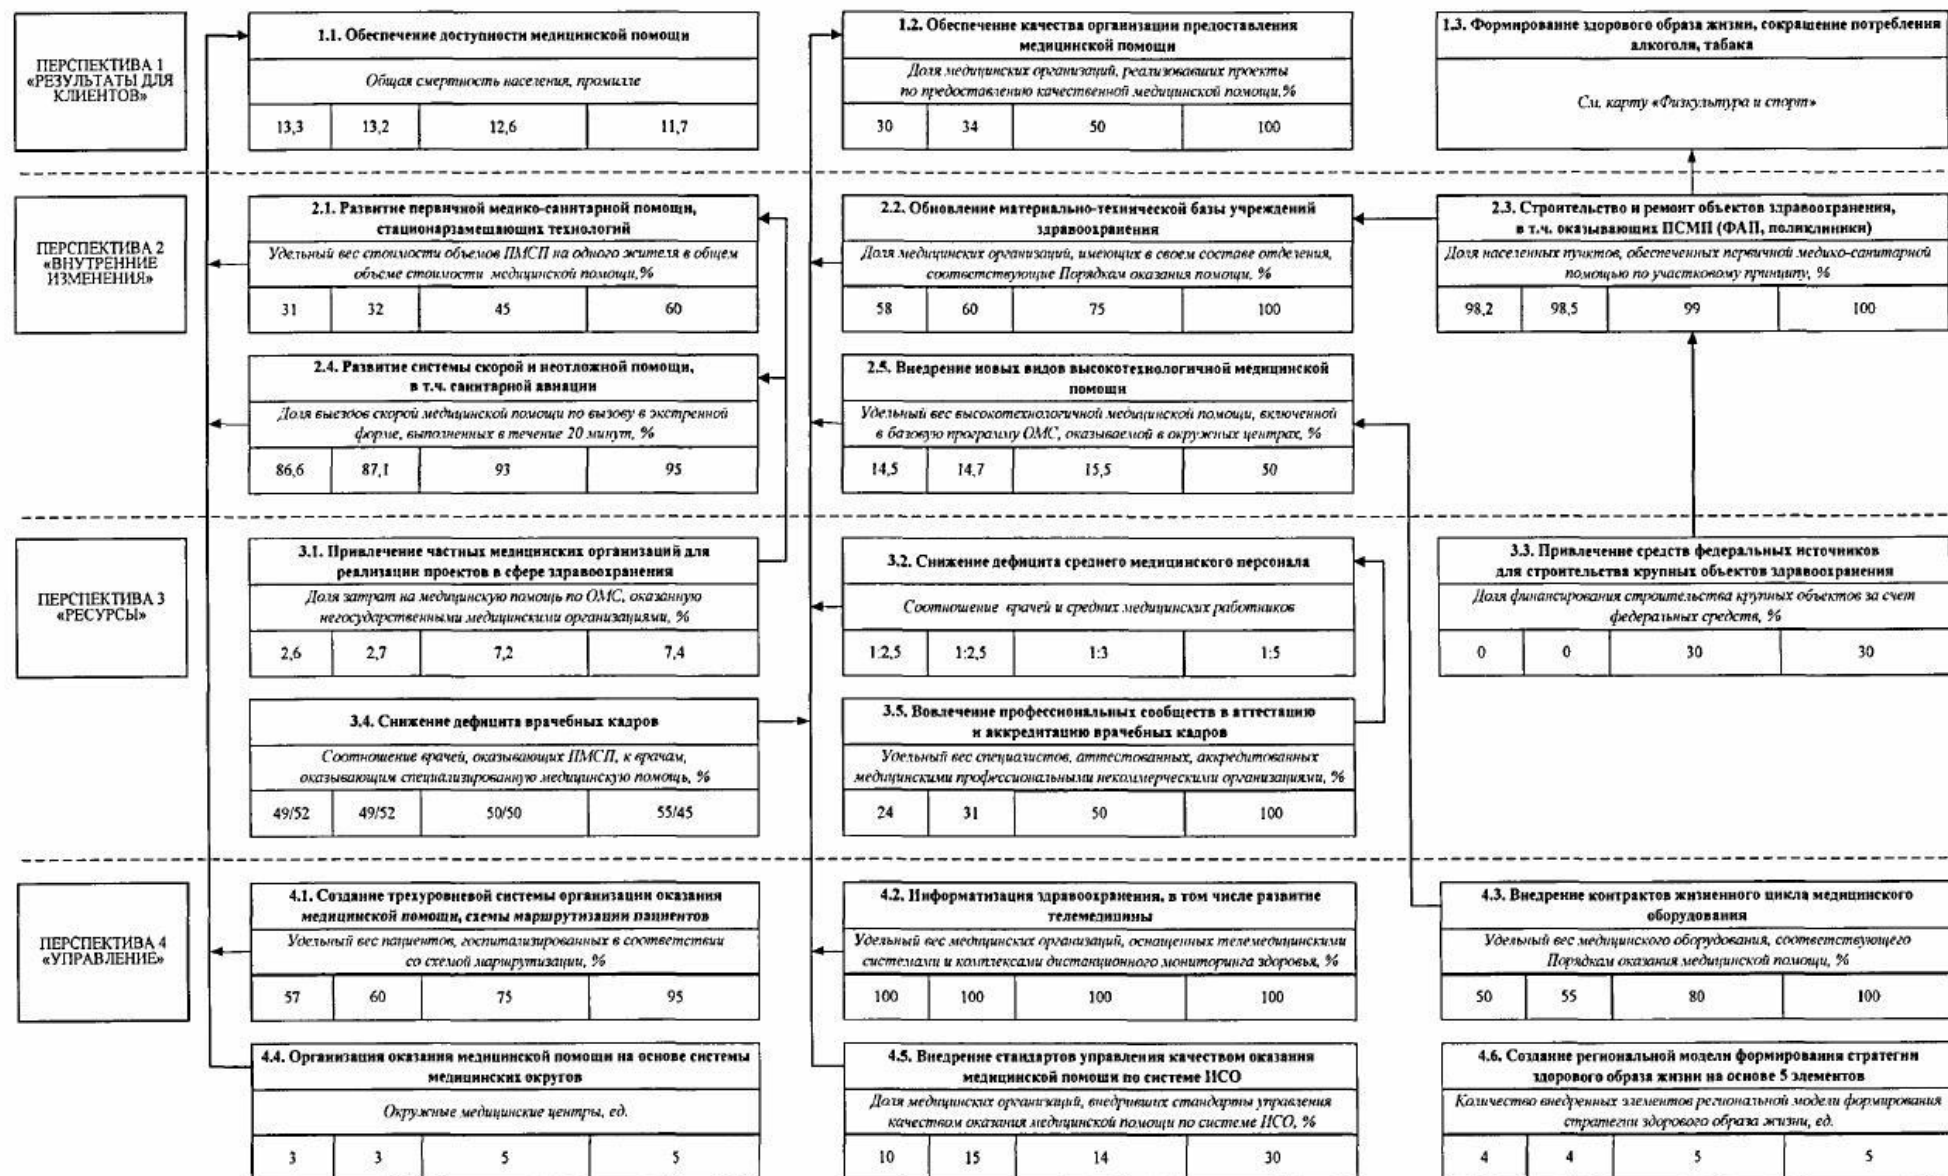 ПЕРСПЕКТИВА 1
«РЕЗУЛЬТАТЫ ДЛЯ
КЛИЕНТОВ»
1.1. Обеспечение доступности медицинской помощи
Общая смертность населения, промилле
13,3 13,2 12,6 11,7
1.2. Обеспечение качества организации предоставления
медицинской помощи
Доля медицинских организаций, реализовавших проекты
по предоставлению качественной медицинской помощи,%
30 34 50 100
1.3. Формирование здорового образа жизни, сокращение потребления
алкоголя, табака
См. карту «Физкультура и спорт»
ПЕРСПЕКТИВА 2
«ВНУТРЕННИЕ
ИЗМЕНЕНИЯ»
2.1. Развитие первичной медико-санитарной помощи,
стационарзамещающих технологий
Удельный вес стоимости объемов ПМСП на одного жителя в общем
объеме стоимости медицинской помощи,%
31 32 45 60
2.2. Обновление материально-технической базы учреждений
здравоохранения
Доля медицинских организаций, имеющих в своем составе отделения,
соответствующие Порядкам оказания помощи, %
58 60 75 100
2.3. Строительство и ремонт объектов здравоохранения,
в т.ч. оказывающих ПСМП (ФАП, поликлиники)
Доля населенных пунктов, обеспеченных первичной медико-санитарной
помощью по участковому принципу, %
98,2 98,5 99 100
2.4. Развитие системы скорой и неотложной помощи,
в т.ч. санитарной авиации
Доля выездов скорой медицинской помощи по вызову в экстренной
форме, выполненных в течение 20 минут, %
86,6 87,1 93 95
2.5. Внедрение новых видов высокотехнологичной медицинской
помощи
Удельный вес высокотехнологичной медицинской помощи, включенной
в базовую программу ОМС, оказываемой в окружных центрах, %
14,5 14,7 15,5 50
ПЕРСПЕКТИВА 3
«РЕСУРСЫ»
3.1. Привлечение частных медицинских организаций для
реализации проектов в сфере здравоохранения
Доля затрат на медицинскую помощь по ОМС, оказанную
негосударственными медицинскими организациями, %
2,6 2,7 7,2 7,4
3.2. Снижение дефицита среднего медицинского персонала
Соотношение врачей и средних медицинских работников
1:2,5 1:2,5 1:3 1:5
3.3. Привлечение средств федеральных источников
для строительства крупных объектов здравоохранения
Доля финансирования строительства крупных объектов за счет
федеральных средств, %
0 0 30 30
3.4. Снижение дефицита врачебных кадров
Соотношение врачей, оказывающих ПМСП, к врачам,
оказывающим специализированную медицинскую помощь, %
49/52 49/52 50/50 55/45
3.5. Вовлечение профессиональных сообществ в аттестацию
и аккредитацию врачебных кадров
Удельный вес специалистов, аттестованных, аккредитованных
медицинскими профессиональными некоммерческими организациями, %
24 31 50 100
ПЕРСПЕКТИВА 4
«УПРАВЛЕНИЕ»
4.1. Создание трехуровневой системы организации оказания
медицинской помощи, схемы маршрутизации пациентов
Удельный вес пациентов, госпитализированных в соответствии
со схемой маршрутизации, %
57 60 75 95
4.2. Информатизация здравоохранения, в том числе развитие
телемедицины
Удельный вес медицинских организаций, оснащенных телемедицинскими
системами и комплексами дистанционного мониторинга здоровья, %
100 100 100 100
4.3. Внедрение контрактов жизненного цикла медицинского
оборудования
Удельный вес медицинского оборудования, соответствующего
Порядкам оказания медицинской помощи, %
50 55 80 100
4.4. Организация оказания медицинской помощи на основе системы
медицинских округов
Окружные медицинские центры, ед.
3 3 5 5
4.5. Внедрение стандартов управления качеством оказания
медицинской помощи по системе ИСО
Доля медицинских организаций, внедривших стандарты управления
качеством оказания медицинской помощи по системе ИСО, %
10 15 14 30
4.6. Создание региональной модели формирования стратегии
здорового образа жизни на основе 5 элементов
Количество внедренных элементов региональной модели формирования
стратегии здорового образа жизни, ед.
4 4 5 5